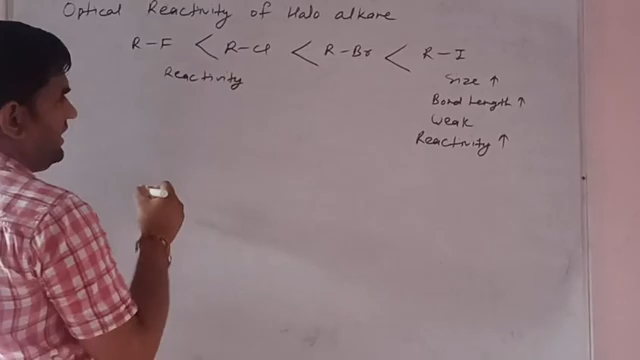 Optical Reactivity of Halo alkane
R-F < R-Cl < R-Br < R-I
Reactivity
Size ↑
Bond Length ↑
Weak
Reactivity ↑